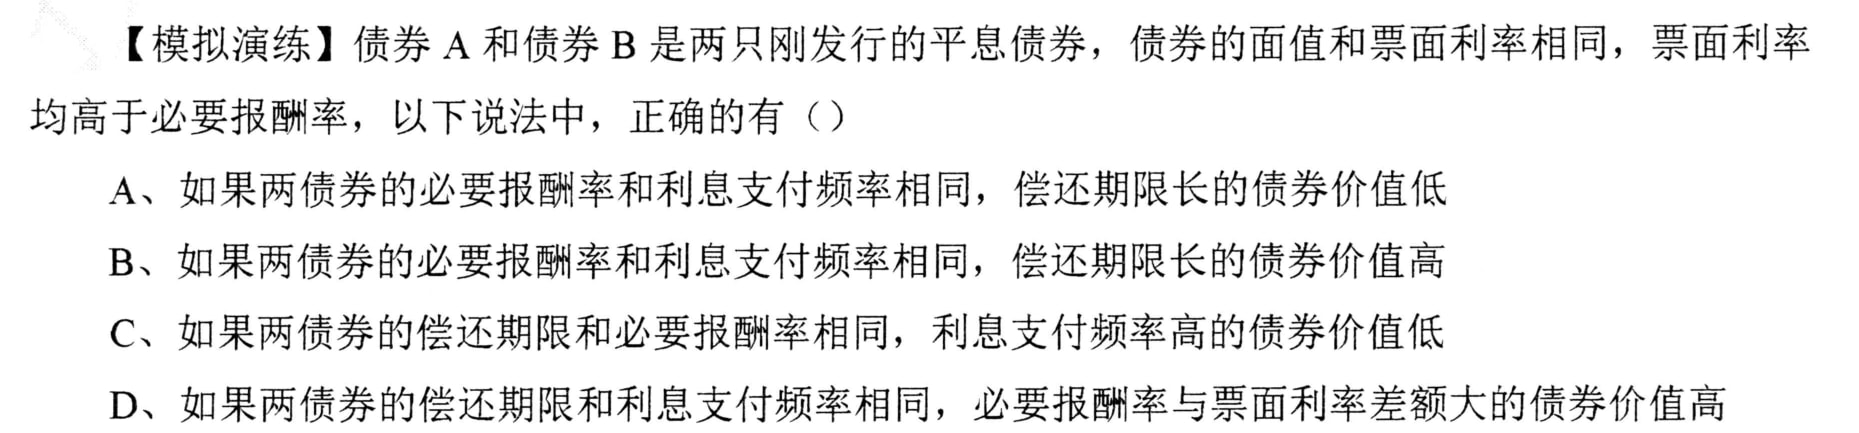 【模拟演练】债券 A 和债券 B 是两只刚发行的平息债券，债券的面值和票面利率相同，票面利率
均高于必要报酬率，以下说法中，正确的有（）
A、如果两债券的必要报酬率和利息支付频率相同，偿还期限长的债券价值低
B、如果两债券的必要报酬率和利息支付频率相同，偿还期限长的债券价值高
C、如果两债券的偿还期限和必要报酬率相同，利息支付频率高的债券价值低
D、如果两债券的偿还期限和利息支付频率相同，必要报酬率与票面利率差额大的债券价值高